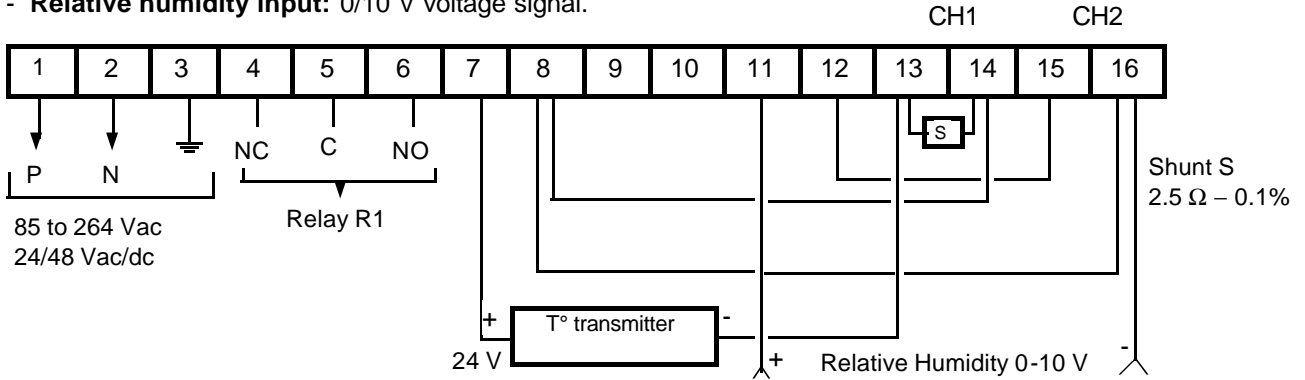 - Relative humidity input: 0/10 V voltage signal.
CH1 CH2
1 2 3 4 5 6 7 8 9 10 11 12 13 14 15 16
S
P N NC C NO
Shunt S
2.5 Ω – 0.1%
Relay R1
85 to 264 Vac
24/48 Vac/dc
+ T° transmitter -
24 V + Relative Humidity 0-10 V -